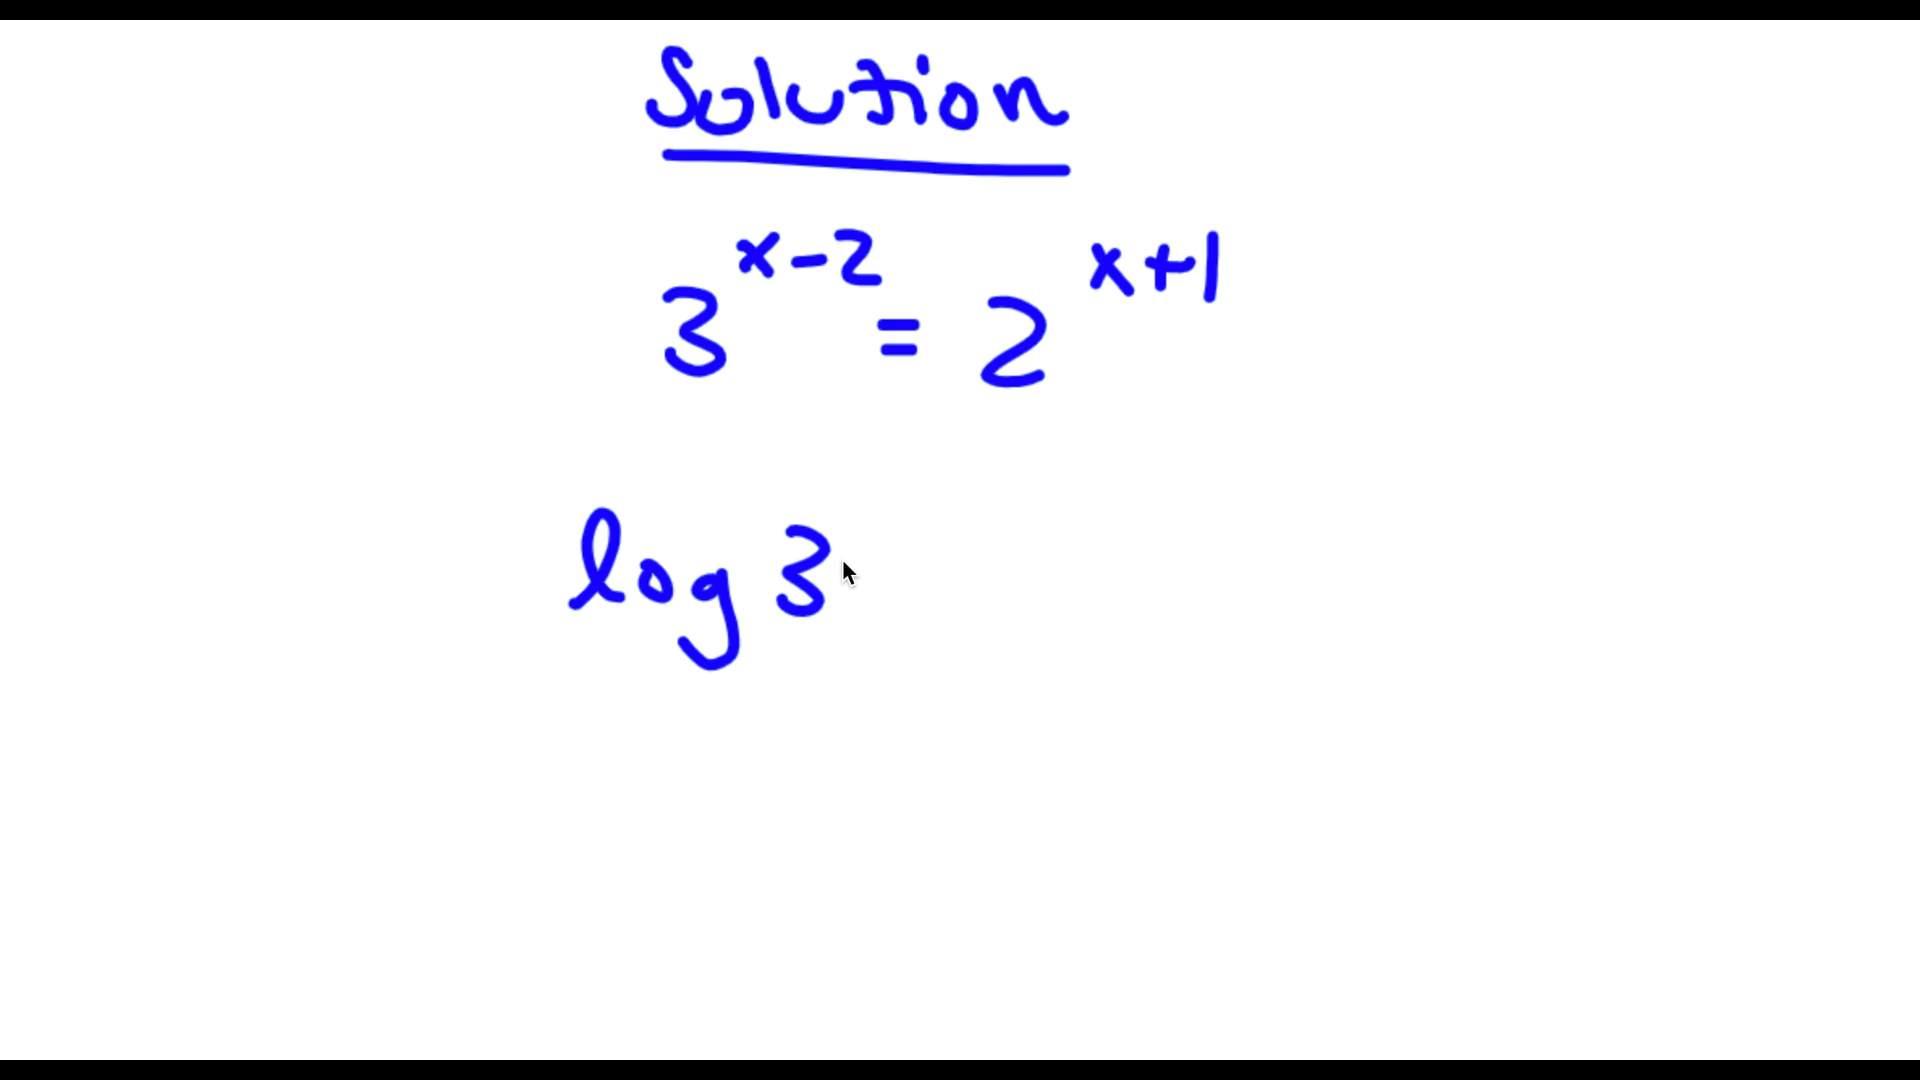 Solution
3^{x-2} = 2^{x+1}
log 3